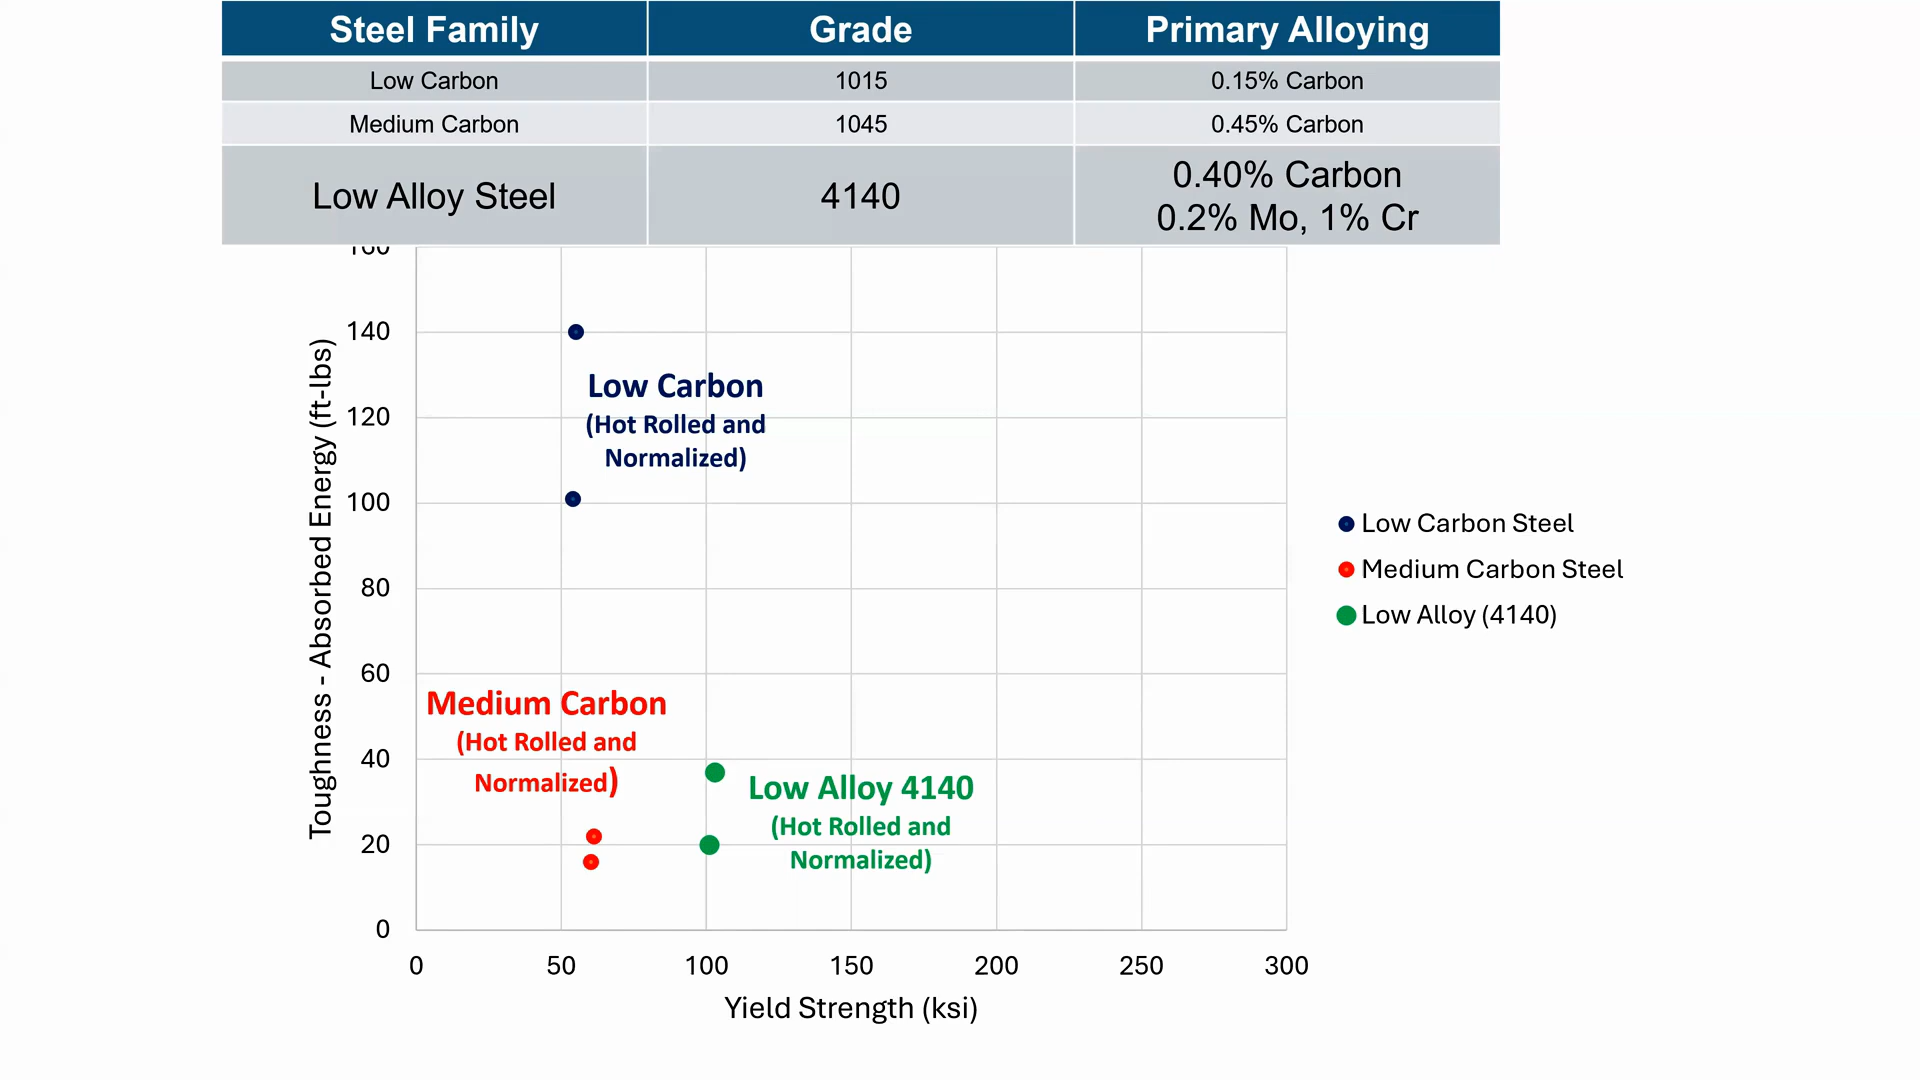 Steel Family Grade Primary Alloying
Low Carbon 1015 0.15% Carbon
Medium Carbon 1045 0.45% Carbon
Low Alloy Steel 4140 0.40% Carbon
0.2% Mo, 1% Cr
160
140
120
100
80
60
40
20
0
Toughness - Absorbed Energy (ft-lbs)
Low Carbon
(Hot Rolled and
Normalized)
Medium Carbon
(Hot Rolled and
Normalized)
Low Alloy 4140
(Hot Rolled and
Normalized)
Low Carbon Steel
Medium Carbon Steel
Low Alloy (4140)
0 50 100 150 200 250 300
Yield Strength (ksi)